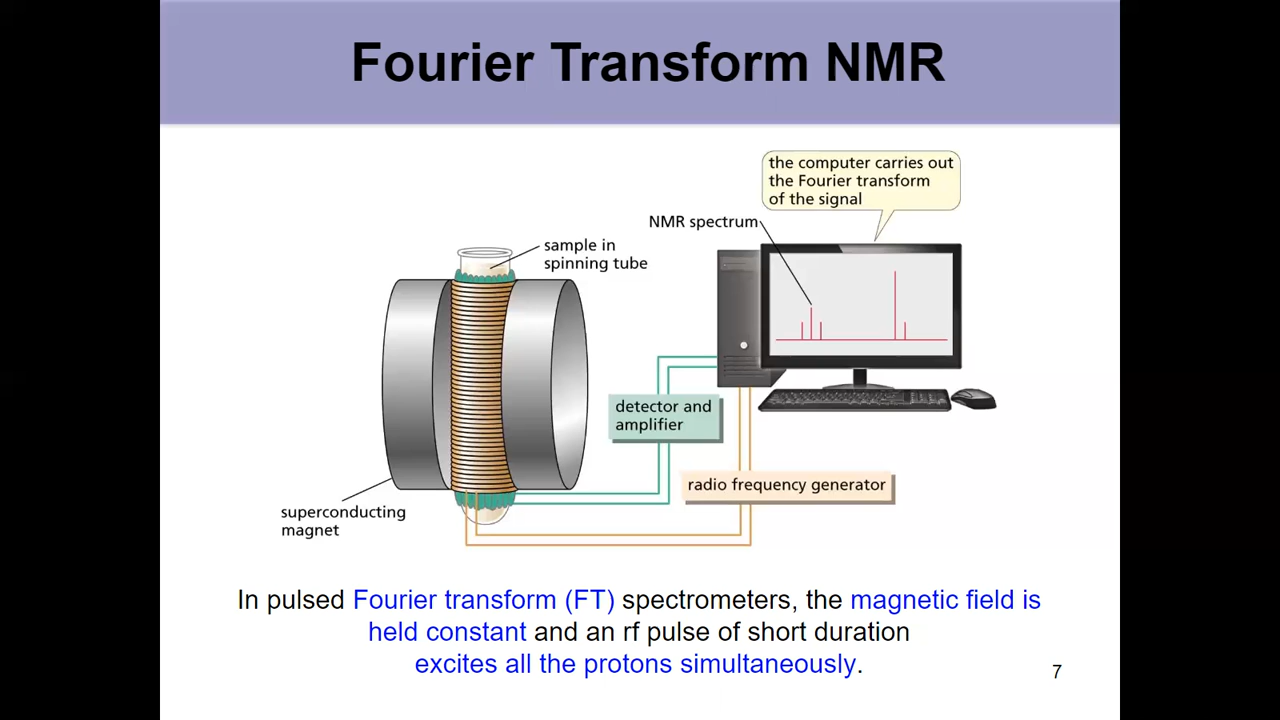 Fourier Transform NMR
the computer carries out
the Fourier transform
of the signal
NMR spectrum
sample in
spinning tube
detector and
amplifier
radio frequency generator
superconducting
magnet
In pulsed Fourier transform (FT) spectrometers, the magnetic field is
held constant and an rf pulse of short duration
excites all the protons simultaneously.
7